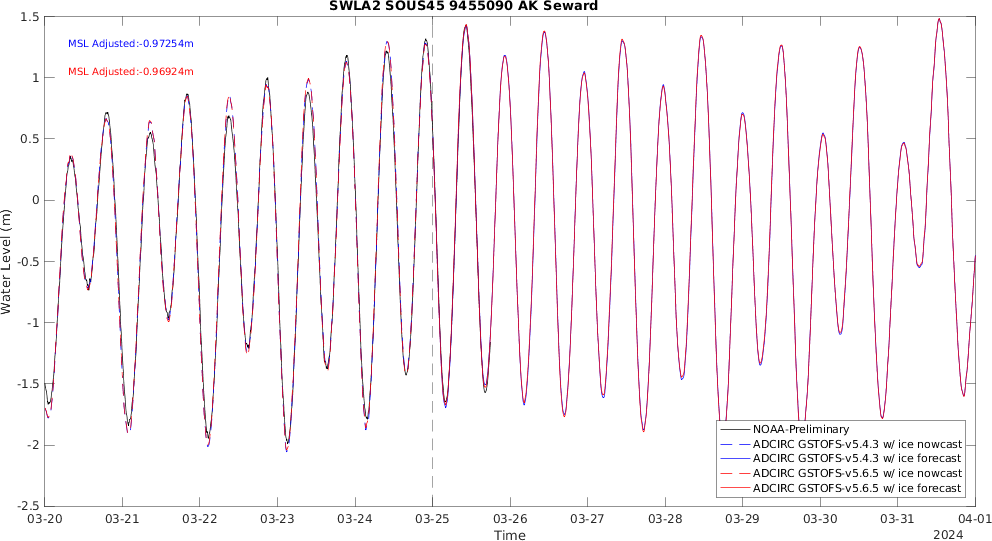 SWLA2 SOUS45 9455090 AK Seward
MSL Adjusted:-0.97254m
MSL Adjusted:-0.96924m
1.5
1
0.5
0
-0.5
-1
-1.5
-2
-2.5
Water Level (m)
NOAA-Preliminary
ADCIRC GSTOFS-v5.4.3 w/ ice nowcast
ADCIRC GSTOFS-v5.4.3 w/ ice forecast
ADCIRC GSTOFS-v5.6.5 w/ ice nowcast
ADCIRC GSTOFS-v5.6.5 w/ ice forecast
03-20 03-21 03-22 03-23 03-24 03-25 03-26 03-27 03-28 03-29 03-30 03-31 04-01
Time
2024